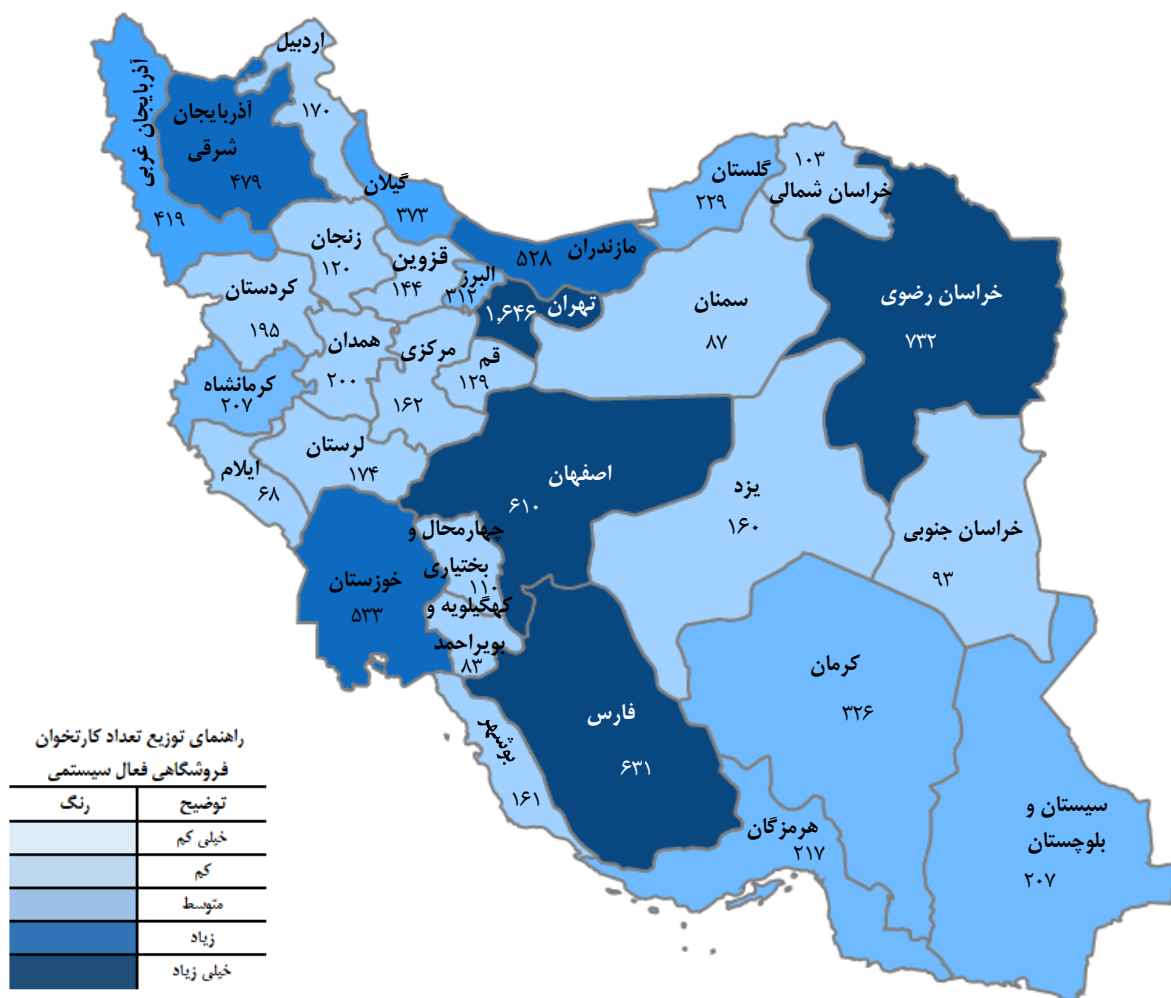 اردبیل
۱۷۰
آذربایجان غربی
۴۱۹
آذربایجان
شرقی
۴۷۹
گیلان
۳۷۳
زنجان
۱۲۰
قزوین
۱۴۴
البرز
۳۱۲
مازندران
۵۲۸
تهران
۱,۶۴۶
گلستان
۲۲۹
۱۰۳
خراسان شمالی
خراسان رضوی
۷۳۲
سمنان
۸۷
کردستان
۱۹۵
همدان
۲۰۰
مرکزی
۱۶۲
قم
۱۲۹
کرمانشاه
۲۰۷
لرستان
۱۷۴
ایلام
۶۸
اصفهان
۶۱۰
یزد
۱۶۰
خراسان جنوبی
۹۳
خوزستان
۵۳۳
چهارمحال و
بختیاری
۱۱۰
کهگیلویه و
بویراحمد
۸۳
فارس
۶۳۱
کرمان
۳۲۶
بوشهر
۱۶۱
هرمزگان
۲۱۷
سیستان و
بلوچستان
۲۰۷
راهنمای توزیع تعداد کارتخوان
فروشگاهی فعال سیستمی
توضیح رنگ
خیلی کم
کم
متوسط
زیاد
خیلی زیاد